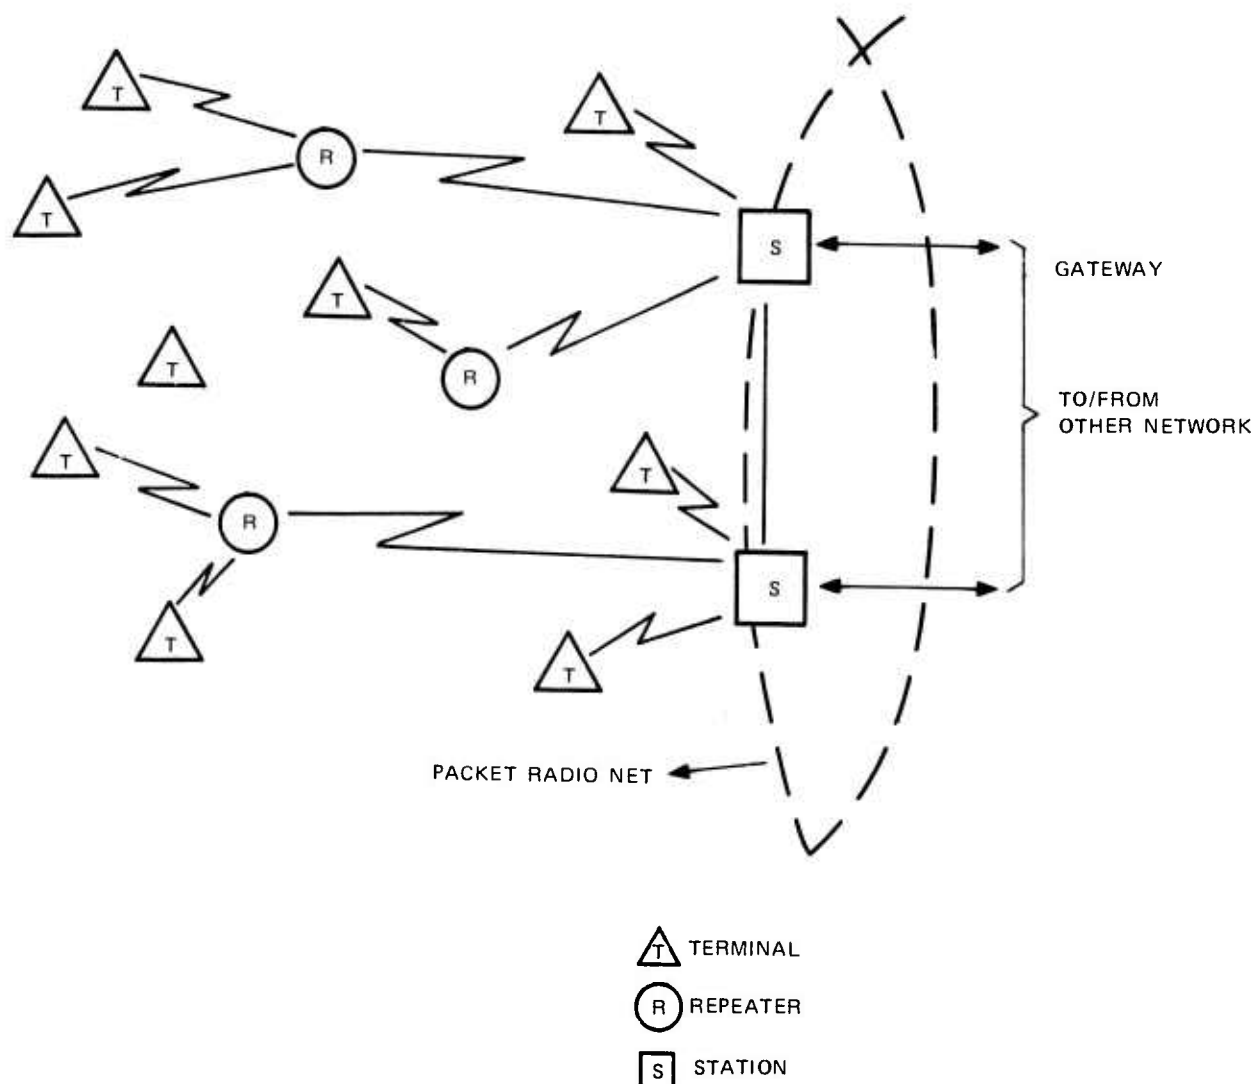 T
T
R
T
S
GATEWAY
T
R
T
TO/FROM
OTHER NETWORK
T
T
R
S
T
T
PACKET RADIO NET
T TERMINAL
R REPEATER
S STATION